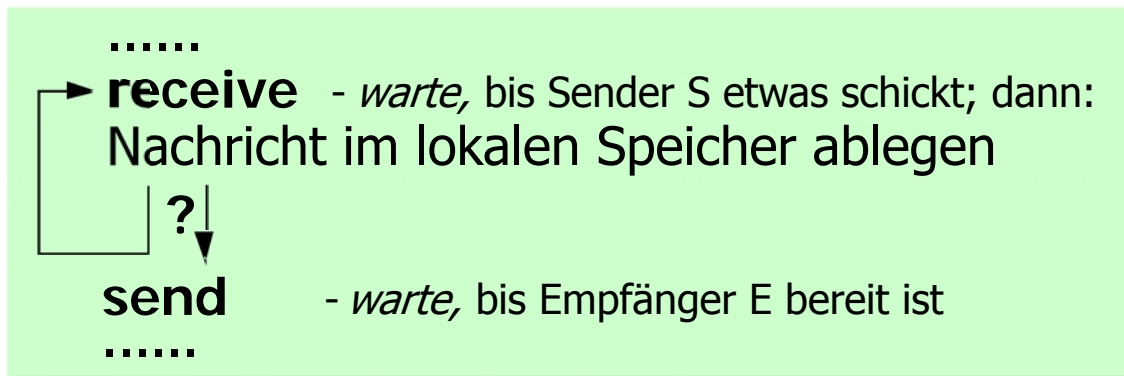 ......
receive - warte, bis Sender S etwas schickt; dann:
Nachricht im lokalen Speicher ablegen
?
send - warte, bis Empfänger E bereit ist
......